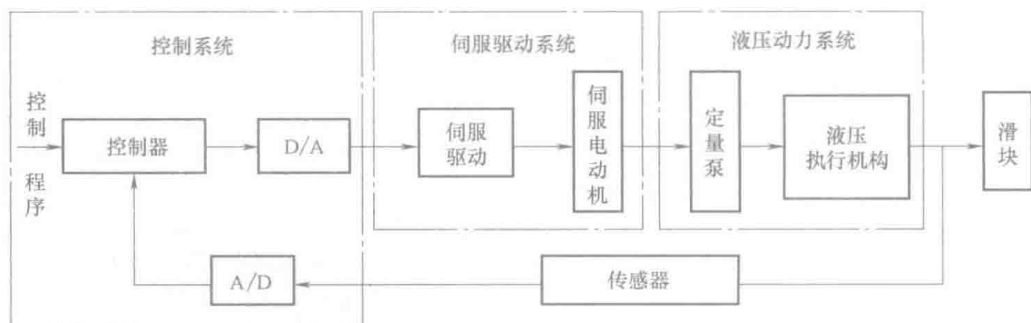 控制系统
伺服驱动系统
液压动力系统
控制
程序
控制器
D/A
伺服
驱动
伺服电动机
定量泵
液压
执行机构
滑块
A/D
传感器